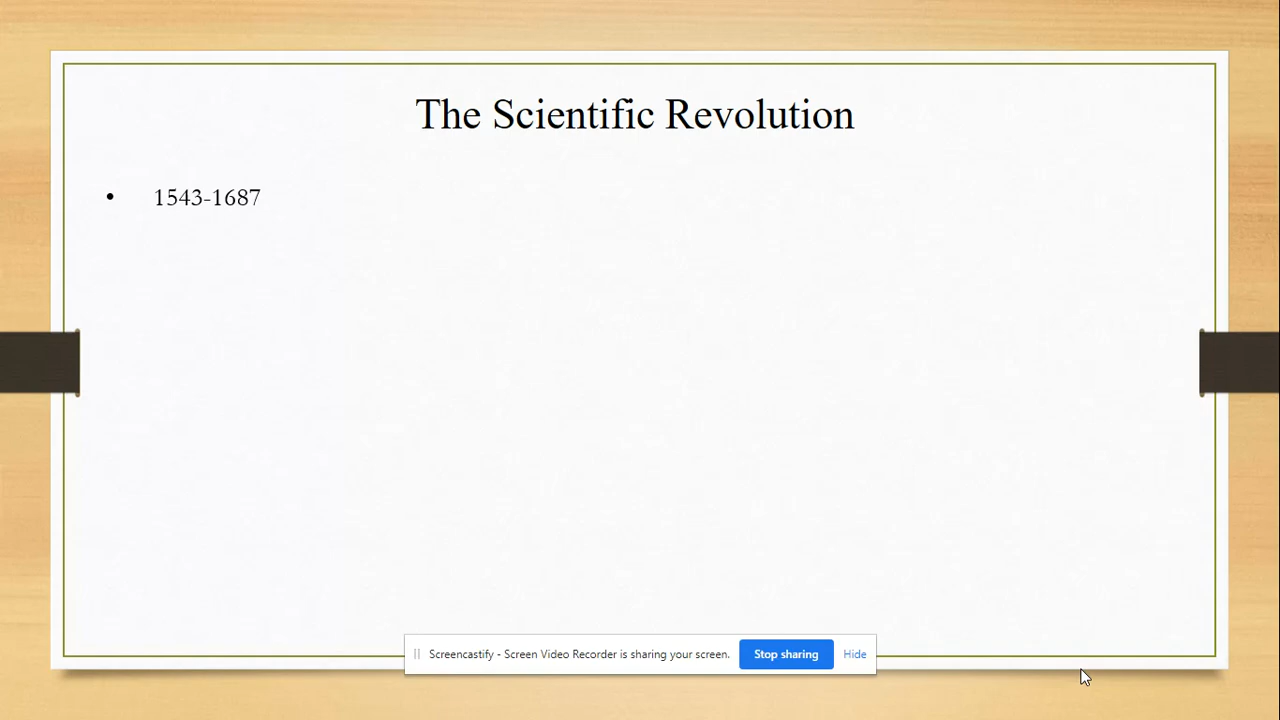 The Scientific Revolution
• 1543-1687
Screencastify - Screen Video Recorder is sharing your screen. Stop sharing Hide